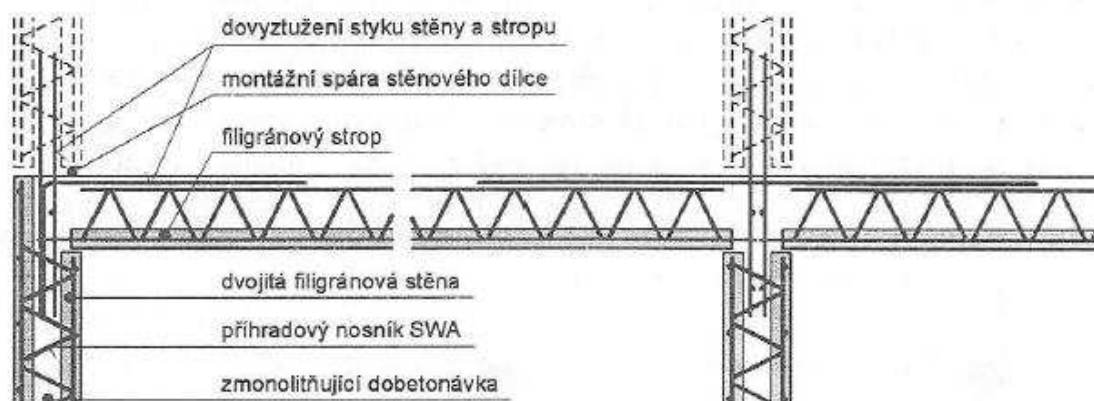 dovyztužení styku stěny a stropu
montážní spára stěnového dílce
filigránový strop
dvojitá filigránová stěna
příhradový nosník SWA
zmonolitňující dobetonávka